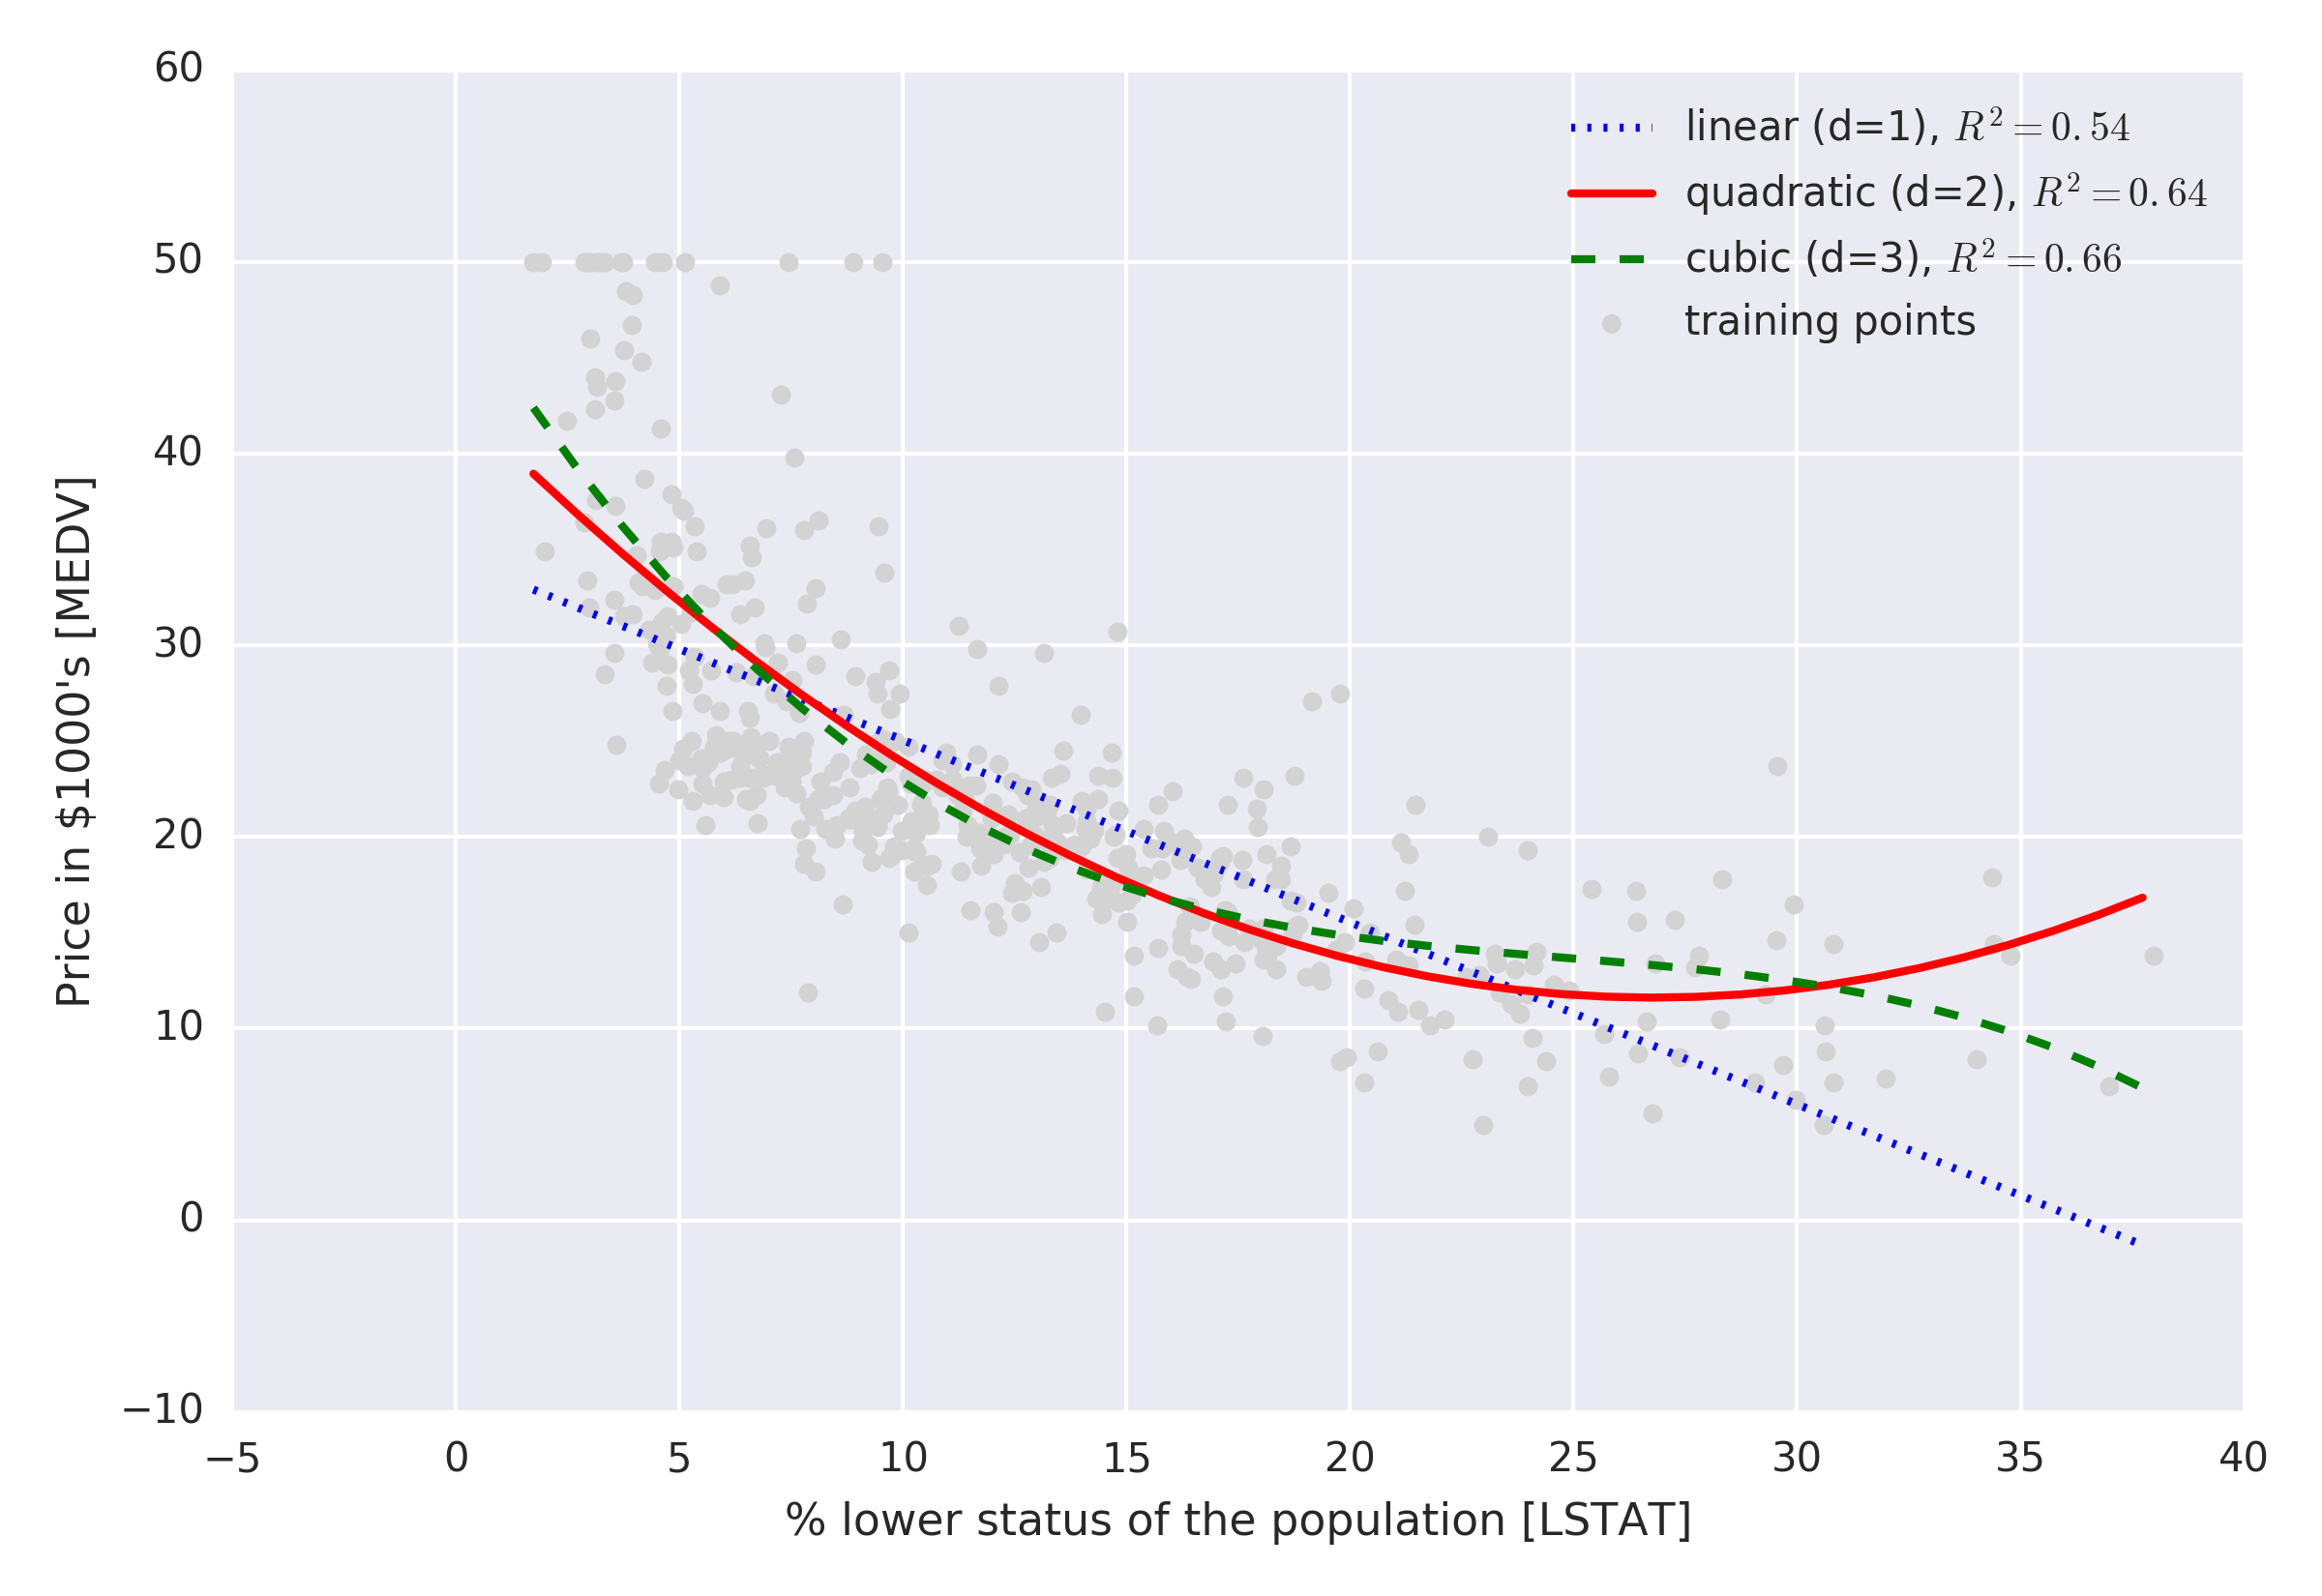 60
50
40
30
20
10
0
−10
−5 0 5 10 15 20 25 30 35 40
Price in $1000's [MEDV]
% lower status of the population [LSTAT]
linear (d=1), R² = 0.54
quadratic (d=2), R² = 0.64
cubic (d=3), R² = 0.66
training points